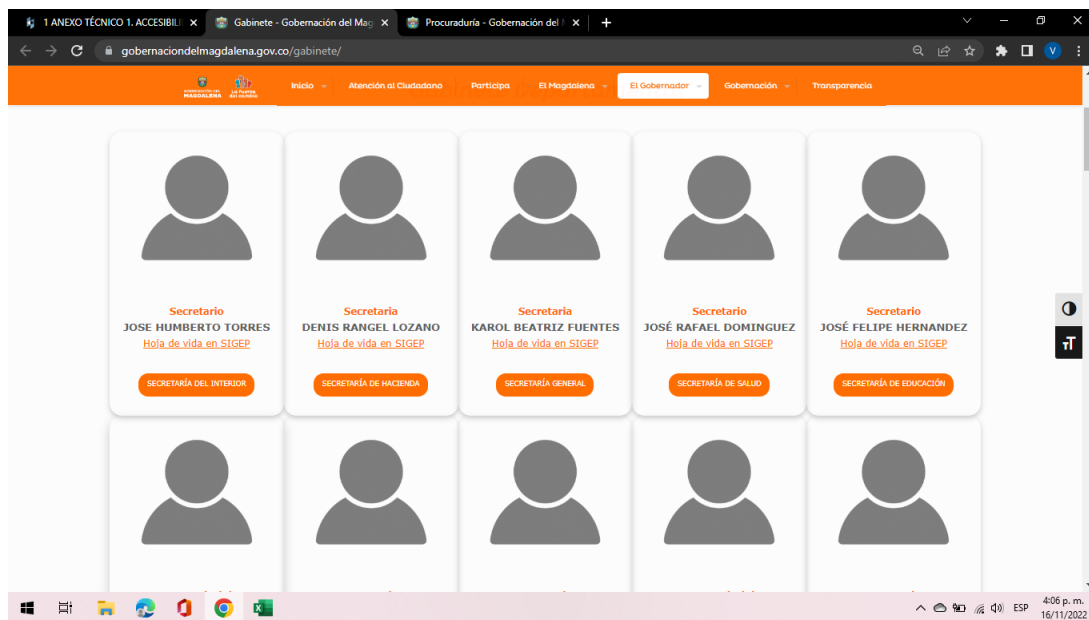 1 ANEXO TÉCNICO 1. ACCESIBILI
Gabinete - Gobernación del Mag
Procuraduría - Gobernación del
gobernaciondelmagdalena.gov.co/gabinete/
V
MAGDALENA
Inicio
Atención al Ciudadano
Participa
El Magdalena
El Gobernador
Gobernación
Transparencia
Secretario
JOSE HUMBERTO TORRES
Hoja de vida en SIGEP
SECRETARÍA DEL INTERIOR
Secretaria
DENIS RANGEL LOZANO
Hoja de vida en SIGEP
SECRETARÍA DE HACIENDA
Secretaria
KAROL BEATRIZ FUENTES
Hoja de vida en SIGEP
SECRETARÍA GENERAL
Secretario
JOSÉ RAFAEL DOMINGUEZ
Hoja de vida en SIGEP
SECRETARÍA DE SALUD
Secretario
JOSÉ FELIPE HERNANDEZ
Hoja de vida en SIGEP
SECRETARÍA DE EDUCACIÓN
ESP
4:06 p. m.
16/11/2022